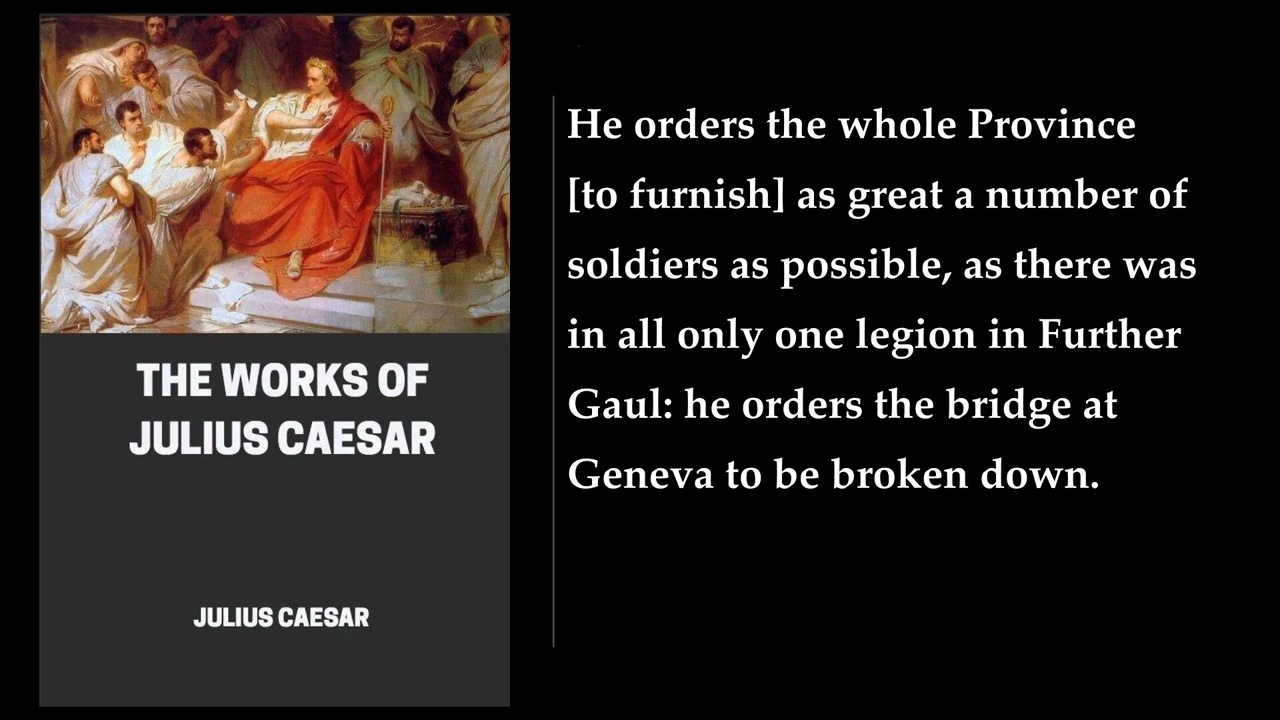 THE WORKS OF
JULIUS CAESAR
JULIUS CAESAR
He orders the whole Province
[to furnish] as great a number of
soldiers as possible, as there was
in all only one legion in Further
Gaul: he orders the bridge at
Geneva to be broken down.